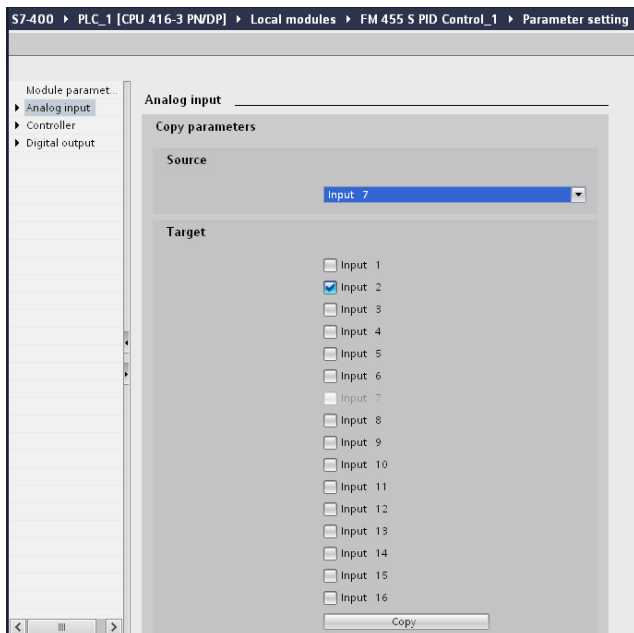 S7-400 ▸ PLC_1 [CPU 416-3 PN/DP] ▸ Local modules ▸ FM 455 S PID Control_1 ▸ Parameter setting
Module paramet...
Analog input
Controller
Digital output
Analog input
Copy parameters
Source
Input 7
Target
Input 1
Input 2
Input 3
Input 4
Input 5
Input 6
Input 7
Input 8
Input 9
Input 10
Input 11
Input 12
Input 13
Input 14
Input 15
Input 16
Copy